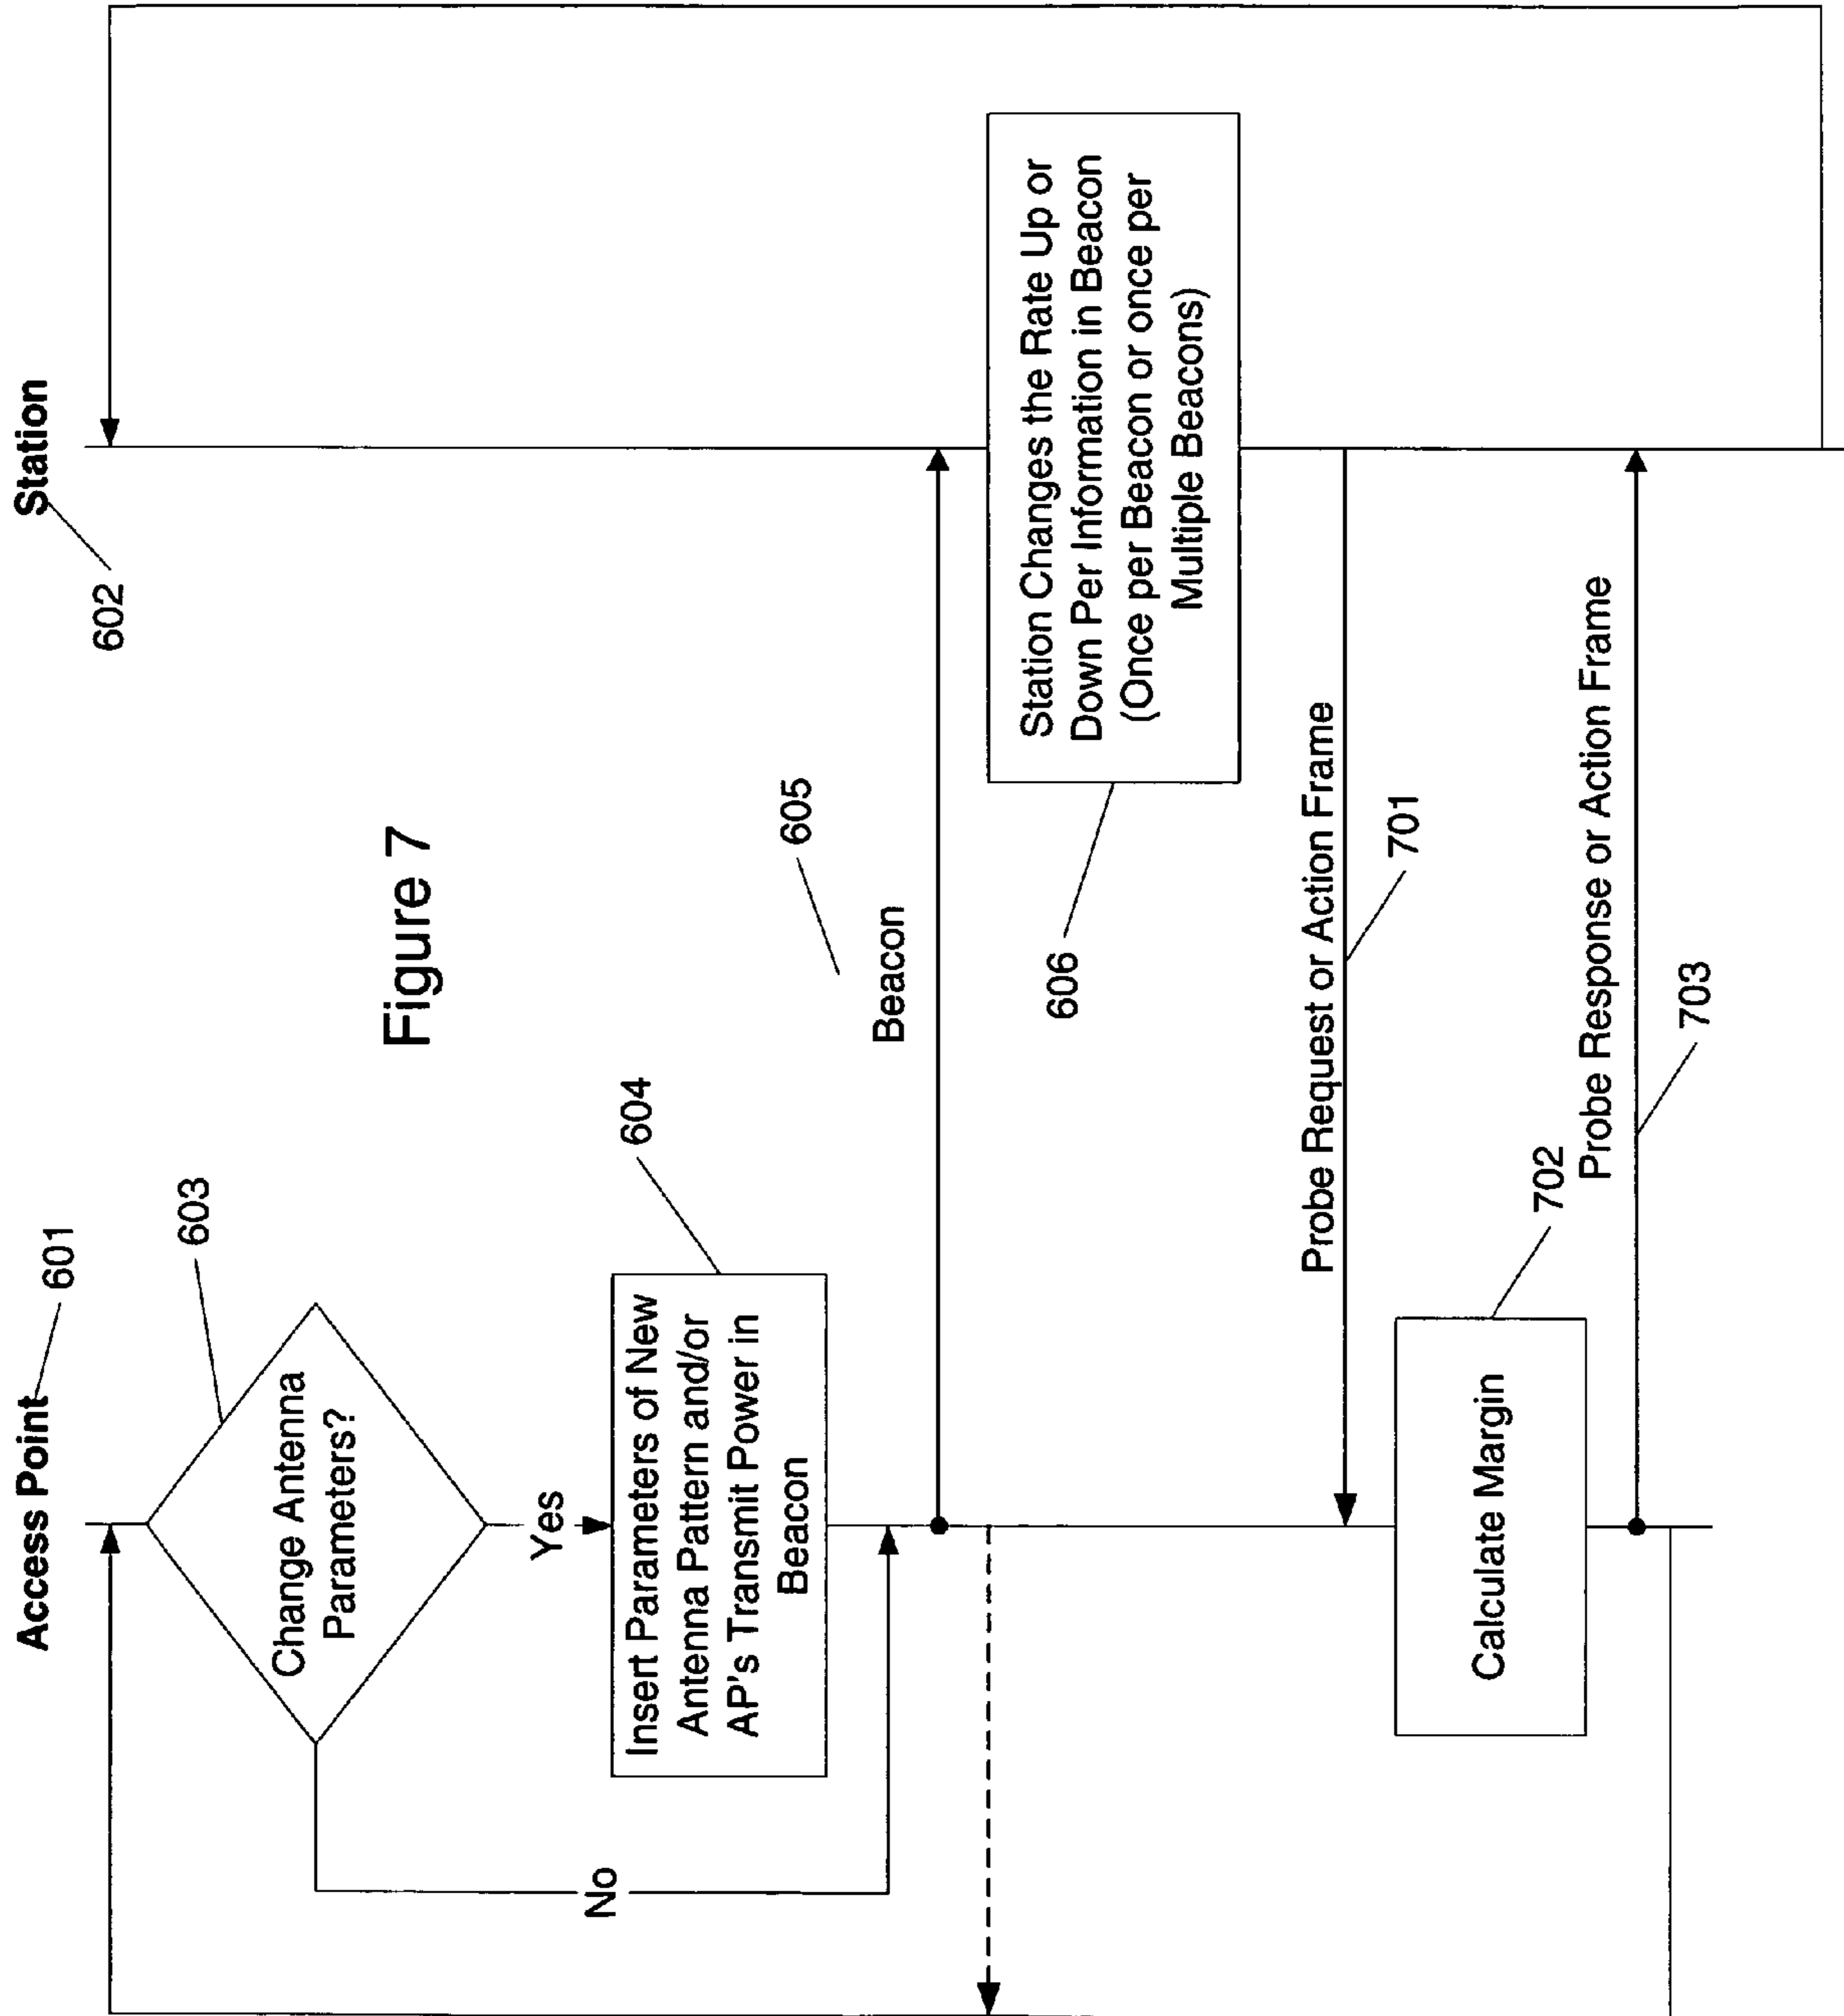 Access Point
601
Station
602
603
Change Antenna
Parameters?
Figure 7
Yes
No
604
Insert Parameters of New
Antenna Pattern and/or
AP's Transmit Power in
Beacon
605
Beacon
606
Station Changes the Rate Up or
Down Per Information in Beacon
(Once per Beacon or once per
Multiple Beacons)
Probe Request or Action Frame
701
702
Calculate Margin
Probe Response or Action Frame
703